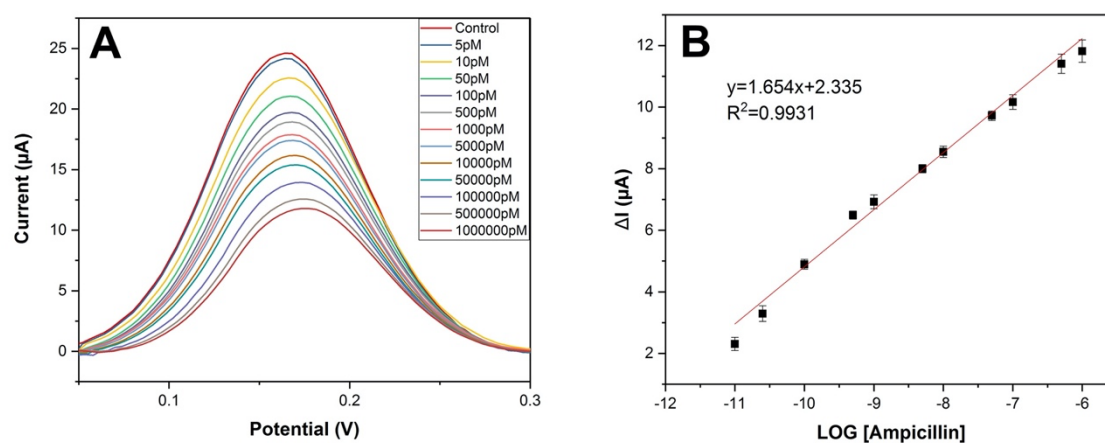 A
25
20
15
10
5
0
Current (µA)
0.1
0.2
0.3
Potential (V)
Control
5pM
10pM
50pM
100pM
500pM
1000pM
5000pM
10000pM
50000pM
100000pM
500000pM
1000000pM
B
y=1.654x+2.335
R²=0.9931
12
10
8
6
4
2
ΔI (µA)
-12
-11
-10
-9
-8
-7
-6
LOG [Ampicillin]